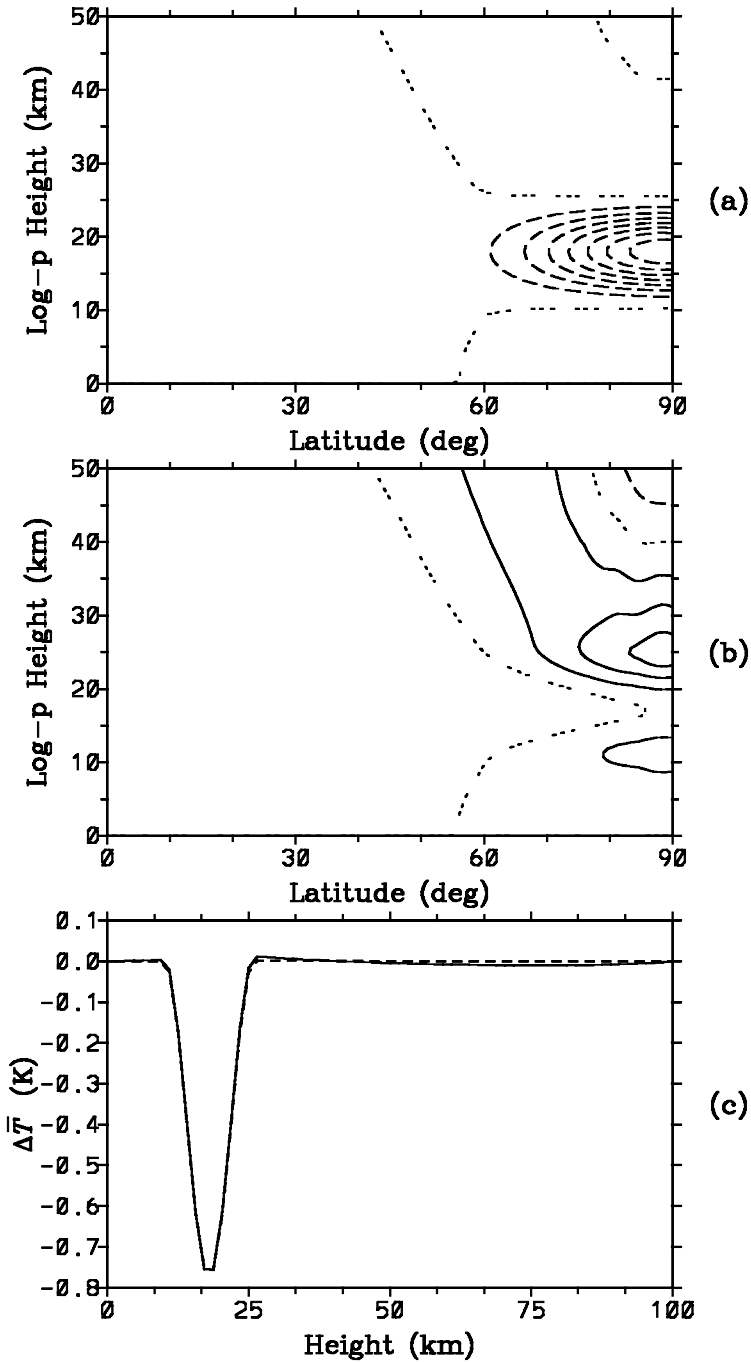 50
40
30
20
10
0
Log-p Height (km)
0 30 60 90
Latitude (deg)
(a)
50
40
30
20
10
0
Log-p Height (km)
0 30 60 90
Latitude (deg)
(b)
0.1
0.0
-0.1
-0.2
-0.3
-0.4
-0.5
-0.6
-0.7
-0.8
ΔT̅ (K)
0 25 50 75 100
Height (km)
(c)